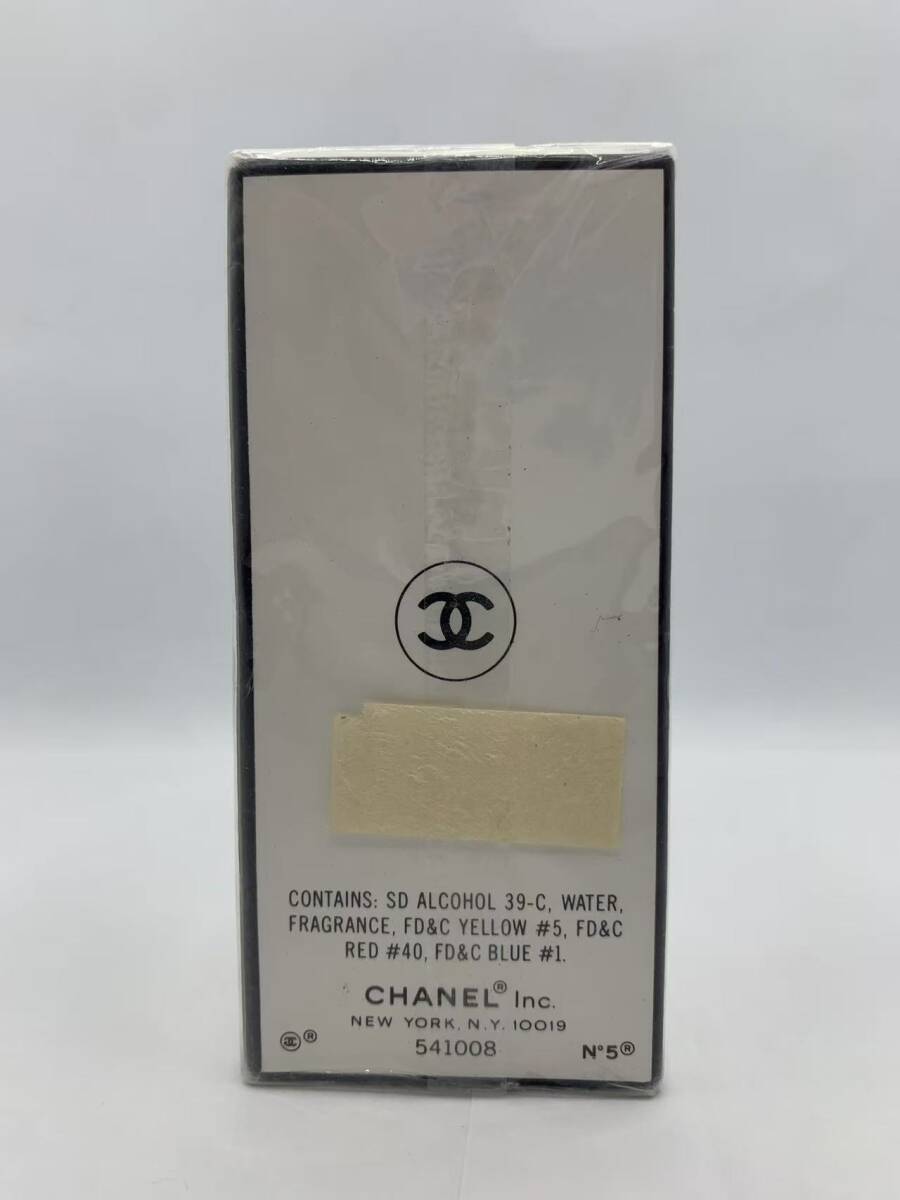 CONTAINS: SD ALCOHOL 39-C, WATER,
FRAGRANCE, FD&C YELLOW #5, FD&C
RED #40, FD&C BLUE #1.
CHANEL® Inc.
NEW YORK, N.Y. 10019
® 541008 N°5®